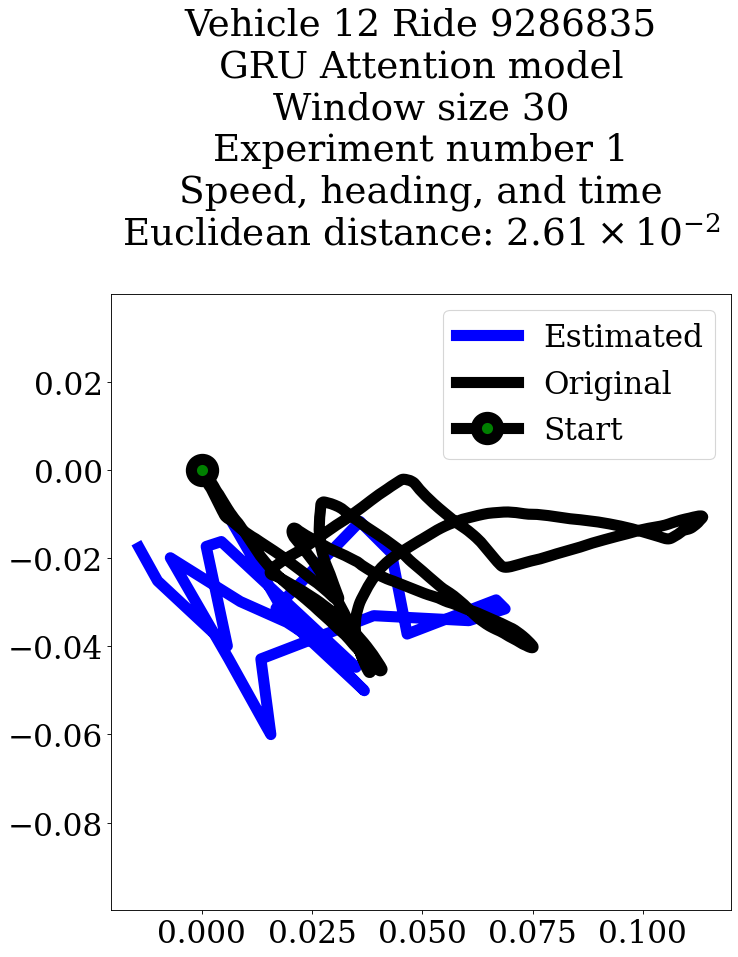 Vehicle 12 Ride 9286835
GRU Attention model
Window size 30
Experiment number 1
Speed, heading, and time
Euclidean distance: 2.61 × 10⁻²
Estimated
Original
Start
0.02
0.00
−0.02
−0.04
−0.06
−0.08
0.000 0.025 0.050 0.075 0.100